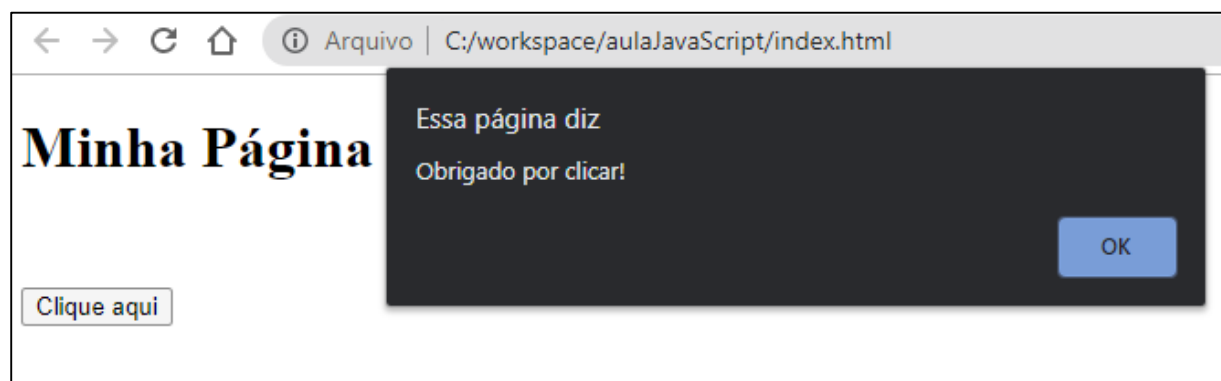 Arquivo | C:/workspace/aulaJavaScript/index.html
Essa página diz
Minha Página
Obrigado por clicar!
OK
Clique aqui